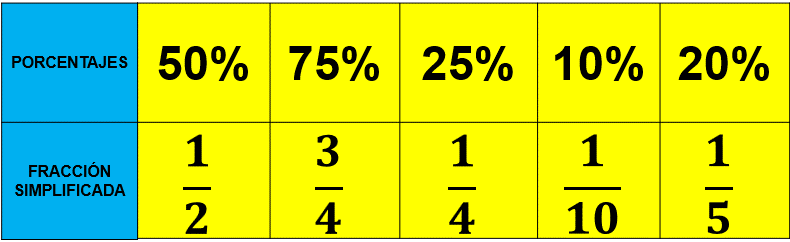 PORCENTAJES 50% 75% 25% 10% 20%
FRACCIÓN
SIMPLIFICADA 1/2 3/4 1/4 1/10 1/5